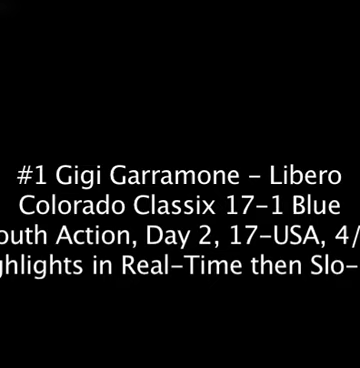 #1 Gigi Garramone - Libero
Colorado Classix 17-1 Blue
outh Action, Day 2, 17-USA, 4/
ghlights in Real-Time then Slo-